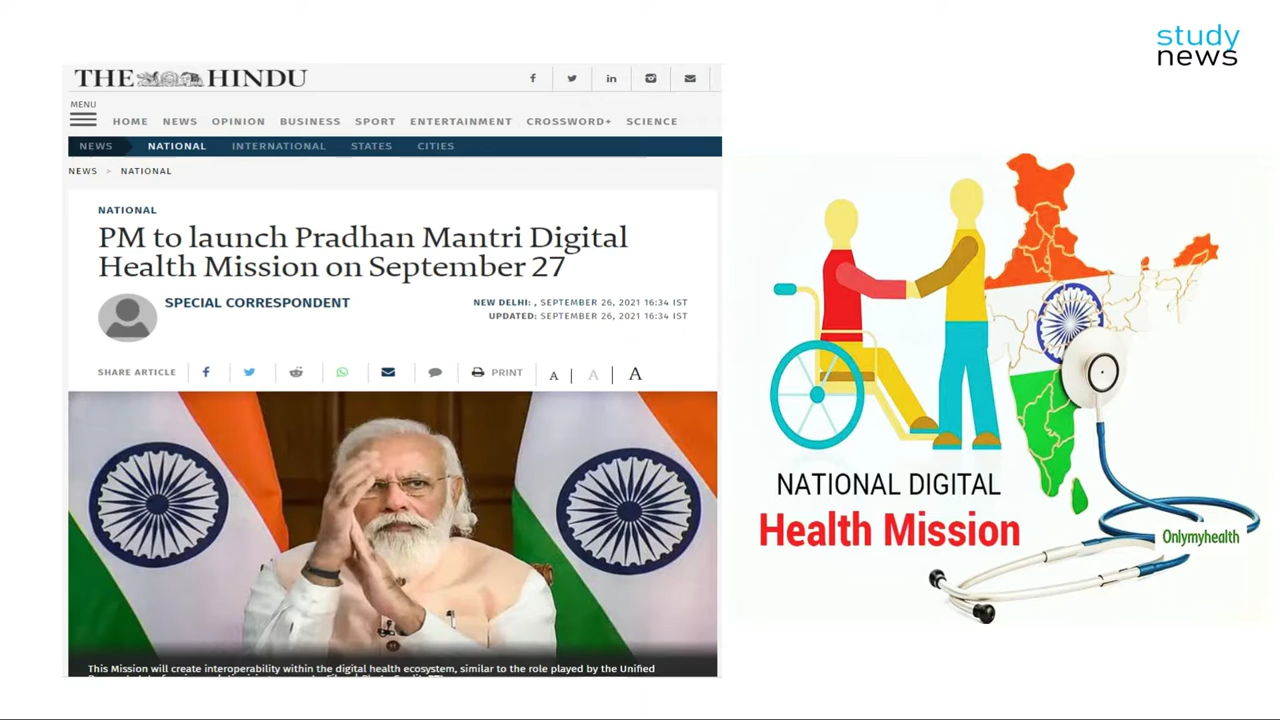 study
news
THE HINDU
MENU
HOME NEWS OPINION BUSINESS SPORT ENTERTAINMENT CROSSWORD+ SCIENCE
NEWS NATIONAL INTERNATIONAL STATES CITIES
NEWS > NATIONAL
NATIONAL
PM to launch Pradhan Mantri Digital
Health Mission on September 27
SPECIAL CORRESPONDENT
NEW DELHI: , SEPTEMBER 26, 2021 16:34 IST
UPDATED: SEPTEMBER 26, 2021 16:34 IST
SHARE ARTICLE PRINT A A A
This Mission will create interoperability within the digital health ecosystem, similar to the role played by the Unified
NATIONAL DIGITAL
Health Mission
Onlymyhealth